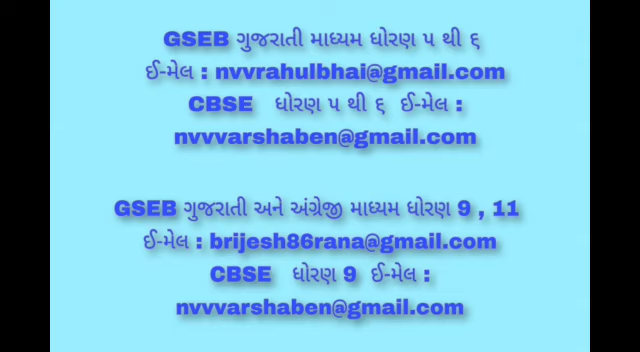 GSEB ગુજરાતી માધ્યમ ધોરણ ૫ થી ૬
ઈ-મેલ : nvvrahulbhai@gmail.com
CBSE ધોરણ ૫ થી ૬ ઈ-મેલ :
nvvvarshaben@gmail.com
GSEB ગુજરાતી અને અંગ્રેજી માધ્યમ ધોરણ 9 , 11
ઈ-મેલ : brijesh86rana@gmail.com
CBSE ધોરણ 9 ઈ-મેલ :
nvvvarshaben@gmail.com